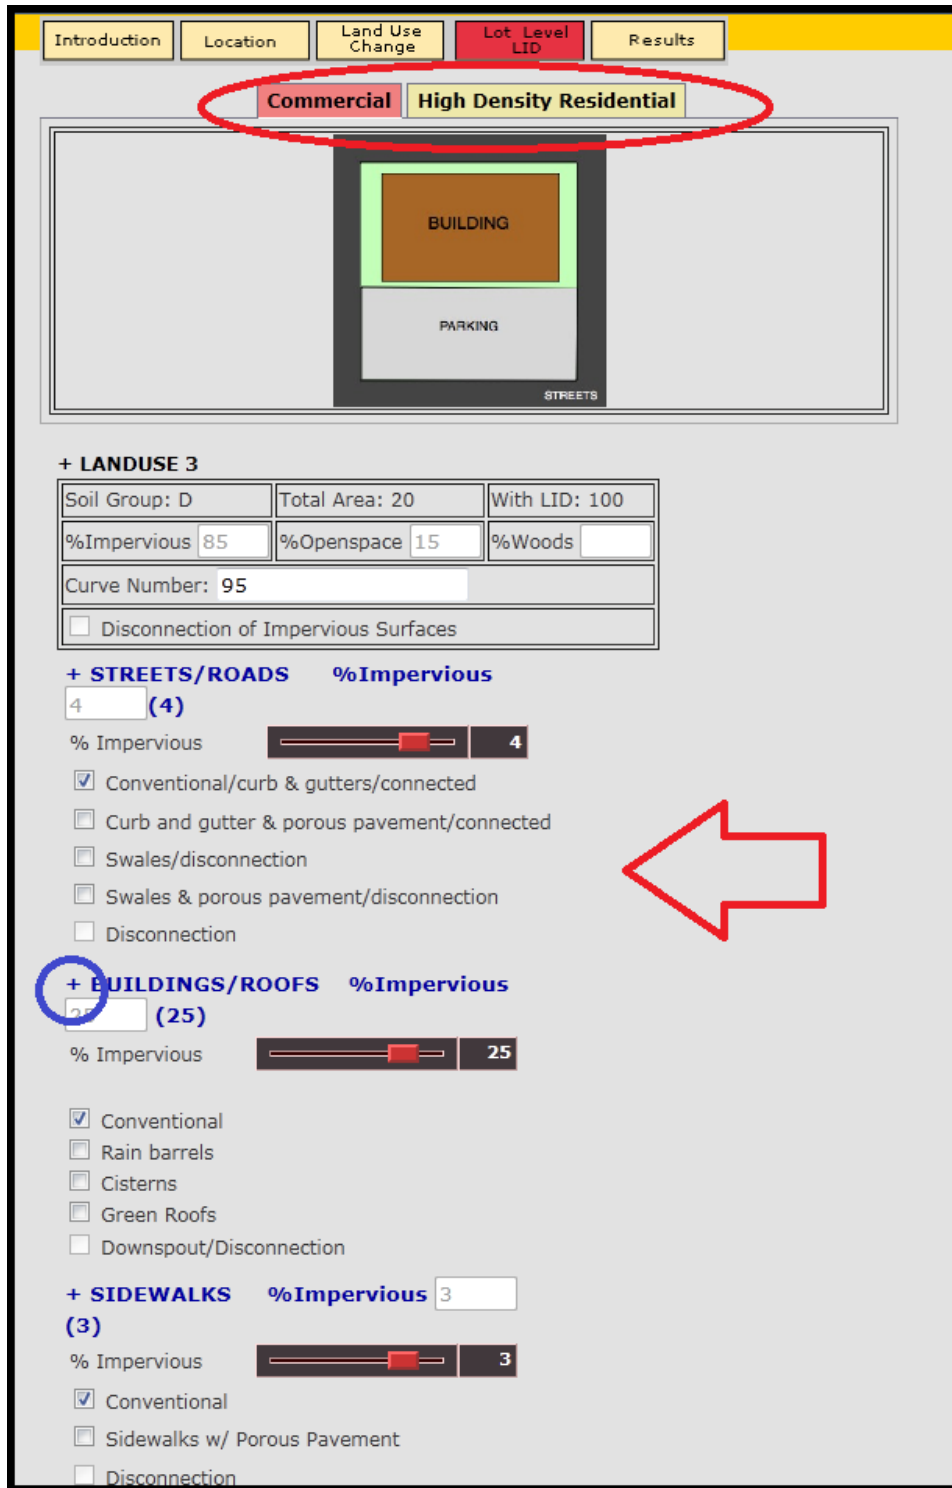 Introduction
Location
Land Use
Change
Lot Level
LID
Results
Commercial
High Density Residential
BUILDING
PARKING
STREETS
+ LANDUSE 3
Soil Group: D
Total Area: 20
With LID: 100
%Impervious 85
%Openspace 15
%Woods
Curve Number: 95
Disconnection of Impervious Surfaces
+ STREETS/ROADS %Impervious
4 (4)
% Impervious 4
Conventional/curb & gutters/connected
Curb and gutter & porous pavement/connected
Swales/disconnection
Swales & porous pavement/disconnection
Disconnection
+ BUILDINGS/ROOFS %Impervious
25 (25)
% Impervious 25
Conventional
Rain barrels
Cisterns
Green Roofs
Downspout/Disconnection
+ SIDEWALKS %Impervious 3
(3)
% Impervious 3
Conventional
Sidewalks w/ Porous Pavement
Disconnection